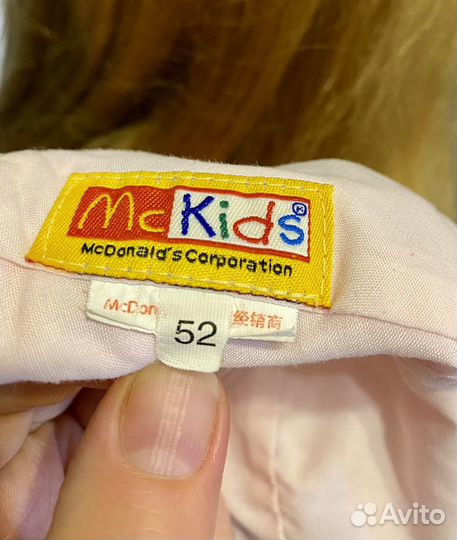 McKids®
McDonald's Corporation
经销商
52
Avito